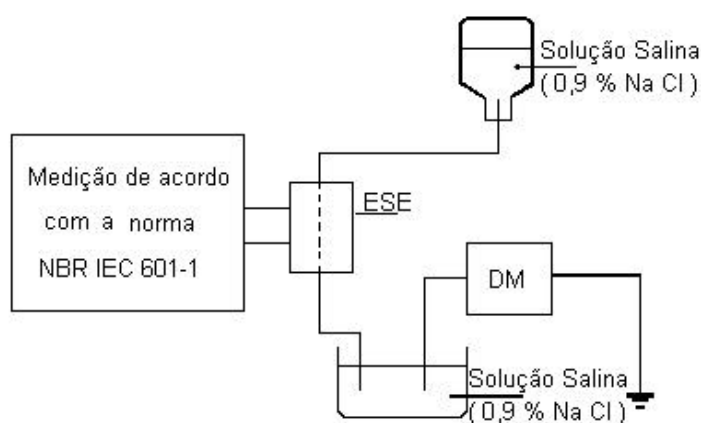 Solução Salina
( 0,9 % Na Cl )
Medição de acordo
com a norma
NBR IEC 601-1
ESE
DM
Solução Salina
( 0,9 % Na Cl )